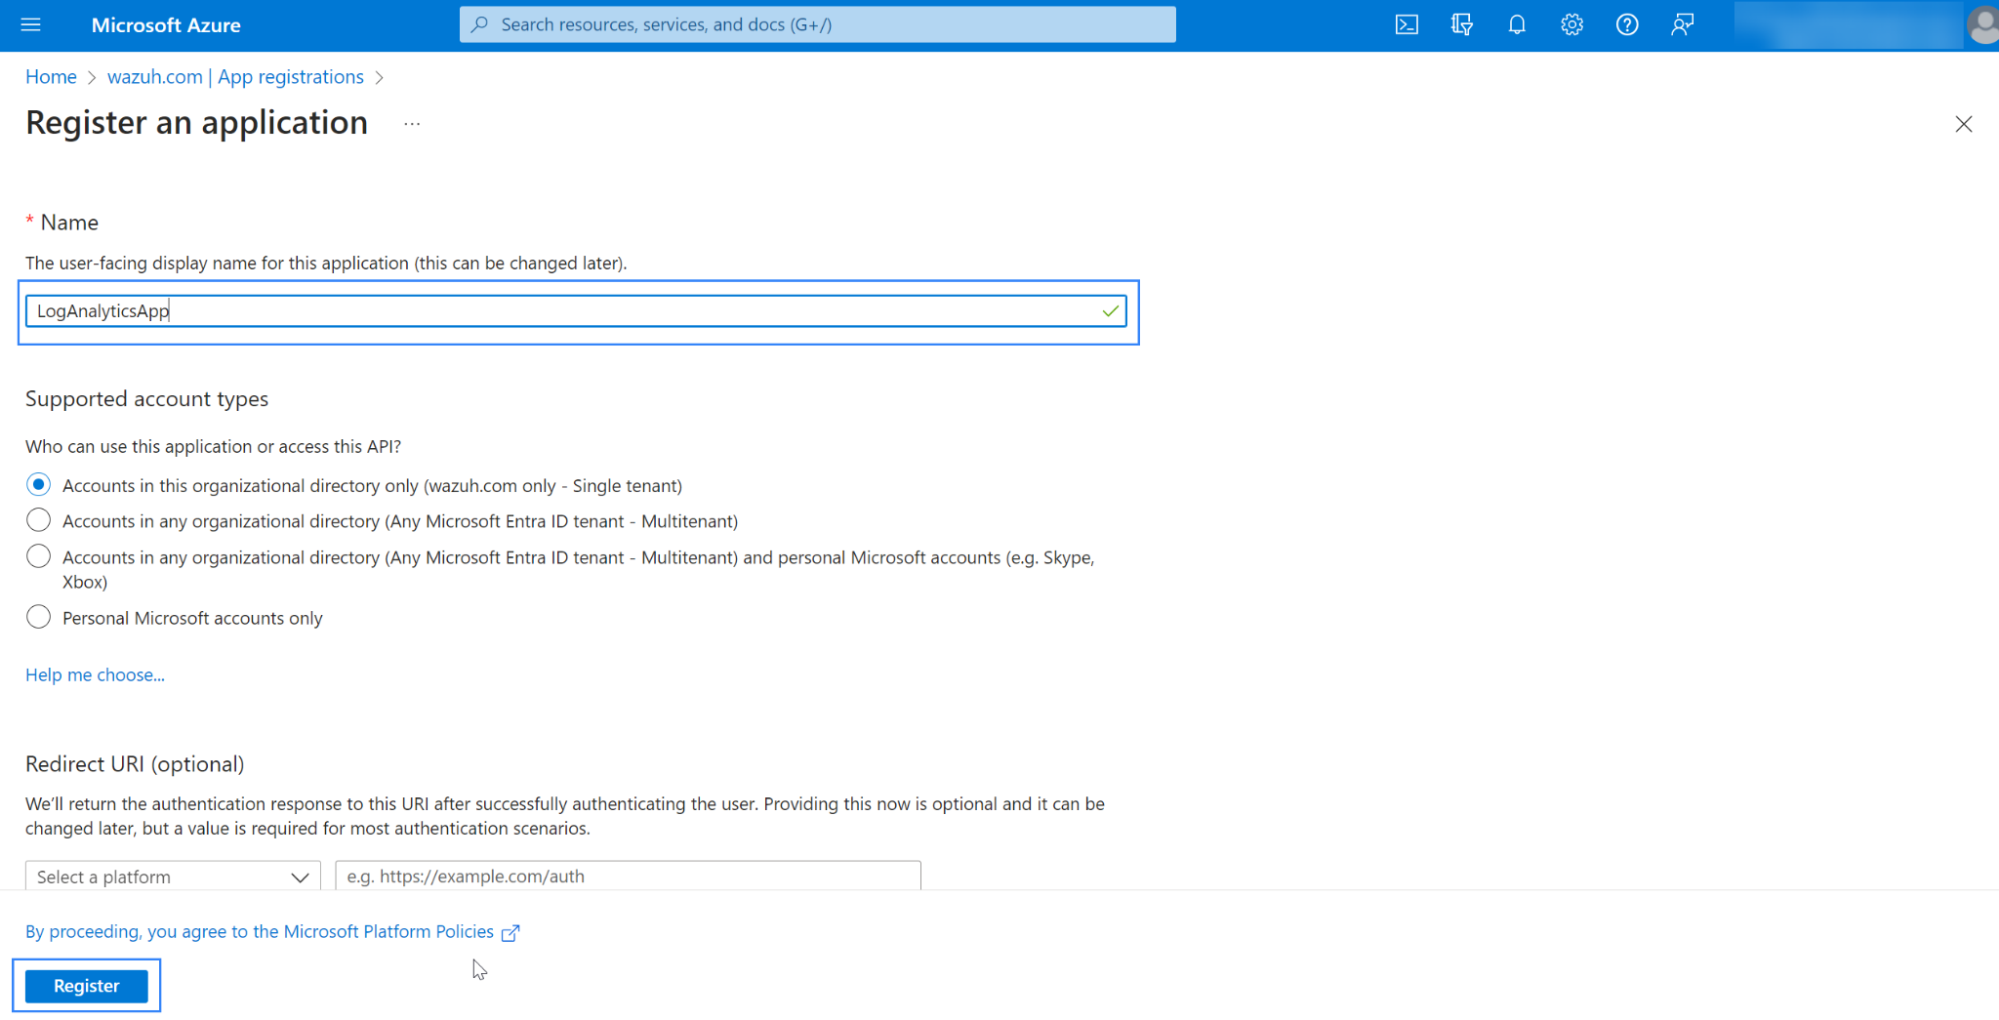 Microsoft Azure
Search resources, services, and docs (G+/)
Home > wazuh.com | App registrations >
Register an application ...
* Name
The user-facing display name for this application (this can be changed later).
LogAnalyticsApp
Supported account types
Who can use this application or access this API?
Accounts in this organizational directory only (wazuh.com only - Single tenant)
Accounts in any organizational directory (Any Microsoft Entra ID tenant - Multitenant)
Accounts in any organizational directory (Any Microsoft Entra ID tenant - Multitenant) and personal Microsoft accounts (e.g. Skype,
Xbox)
Personal Microsoft accounts only
Help me choose...
Redirect URI (optional)
We'll return the authentication response to this URI after successfully authenticating the user. Providing this now is optional and it can be
changed later, but a value is required for most authentication scenarios.
Select a platform
e.g. https://example.com/auth
By proceeding, you agree to the Microsoft Platform Policies
Register